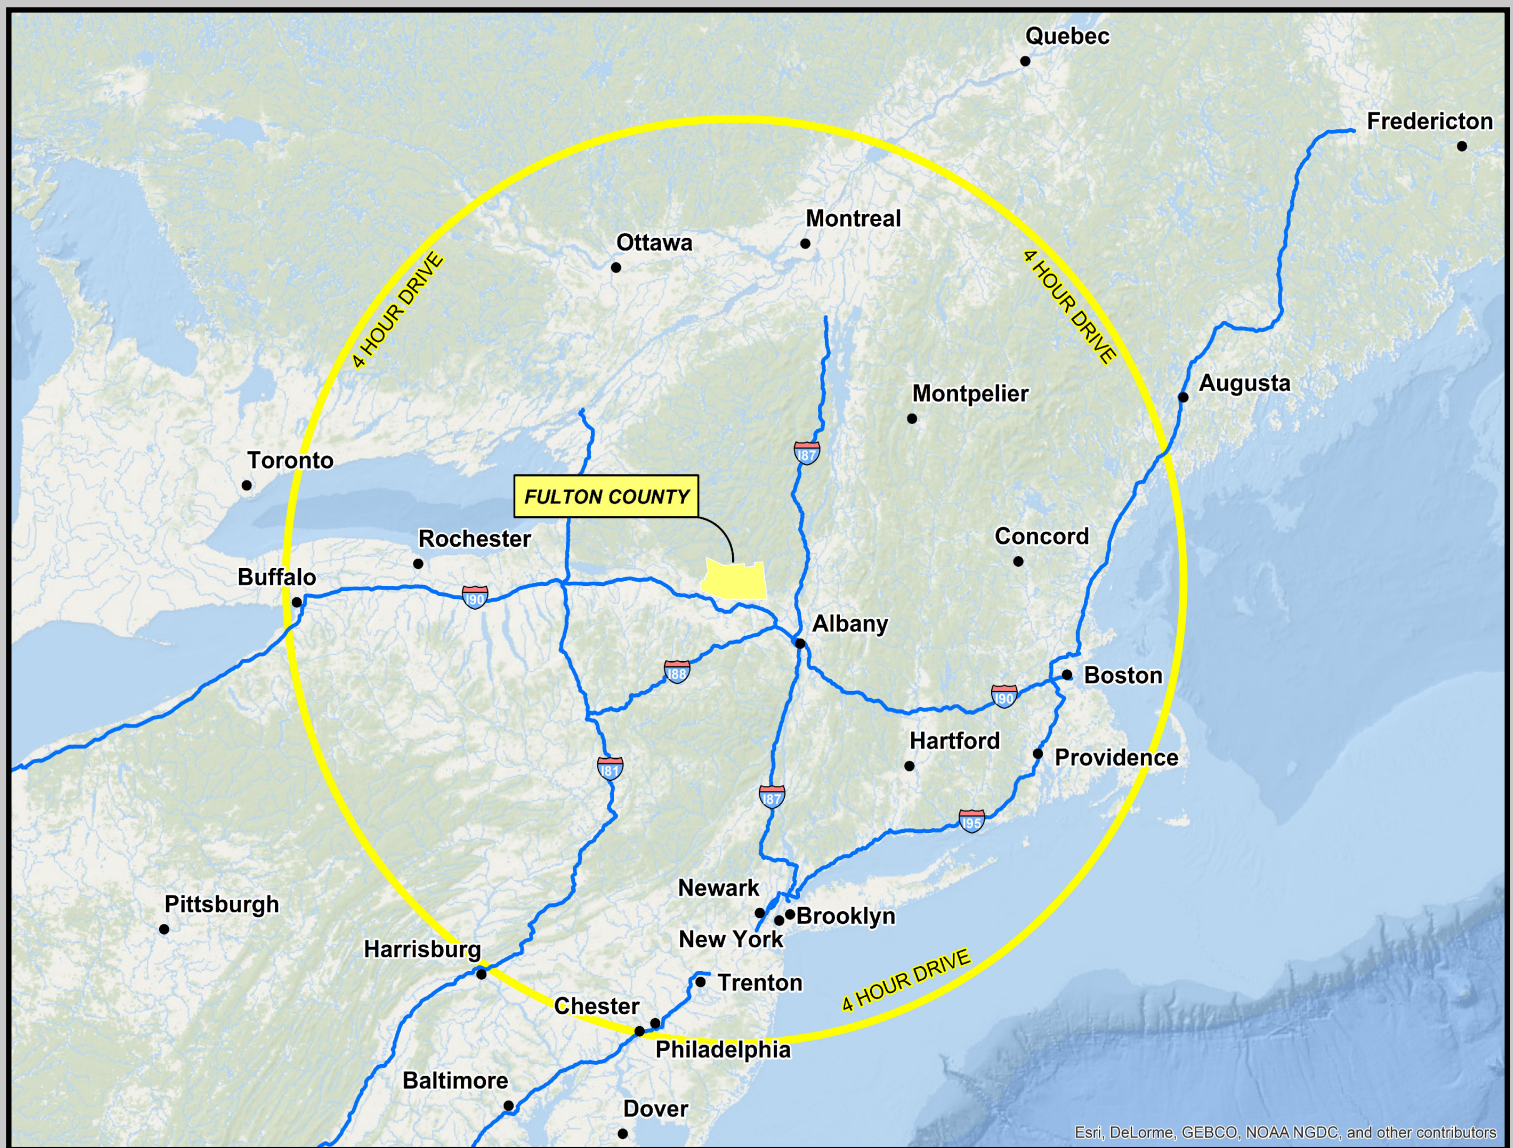 Quebec
Fredericton
Montreal
Ottawa
4 HOUR DRIVE
4 HOUR DRIVE
Augusta
Montpelier
187
Toronto
FULTON COUNTY
Rochester
Concord
Buffalo
190
Albany
188
Boston
190
Hartford
Providence
181
187
195
Newark
Pittsburgh
Brooklyn
New York
Harrisburg
4 HOUR DRIVE
Trenton
Chester
Philadelphia
Baltimore
Dover
Esri, DeLorme, GEBCO, NOAA NGDC, and other contributors